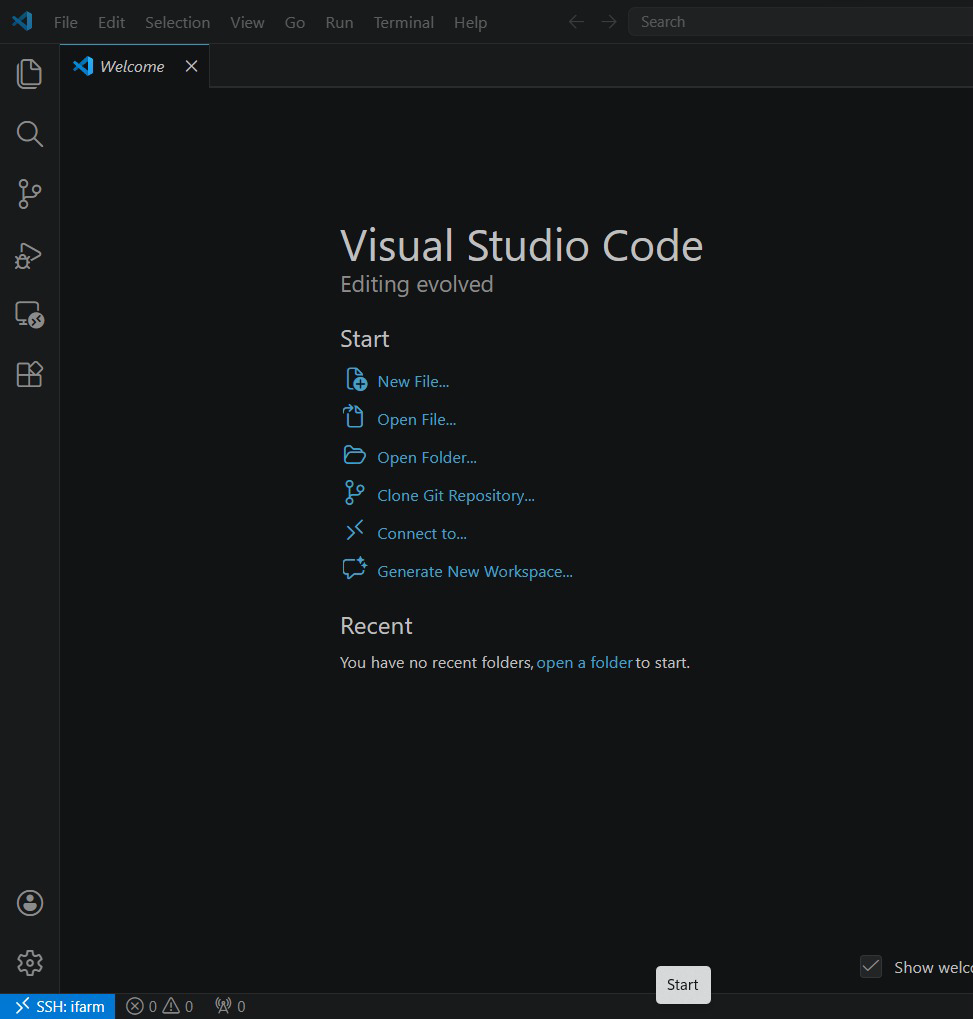 File Edit Selection View Go Run Terminal Help Search
Welcome
Visual Studio Code
Editing evolved
Start
New File...
Open File...
Open Folder...
Clone Git Repository...
Connect to...
Generate New Workspace...
Recent
You have no recent folders, open a folder to start.
Show welco
Start
SSH: ifarm 0 0 0